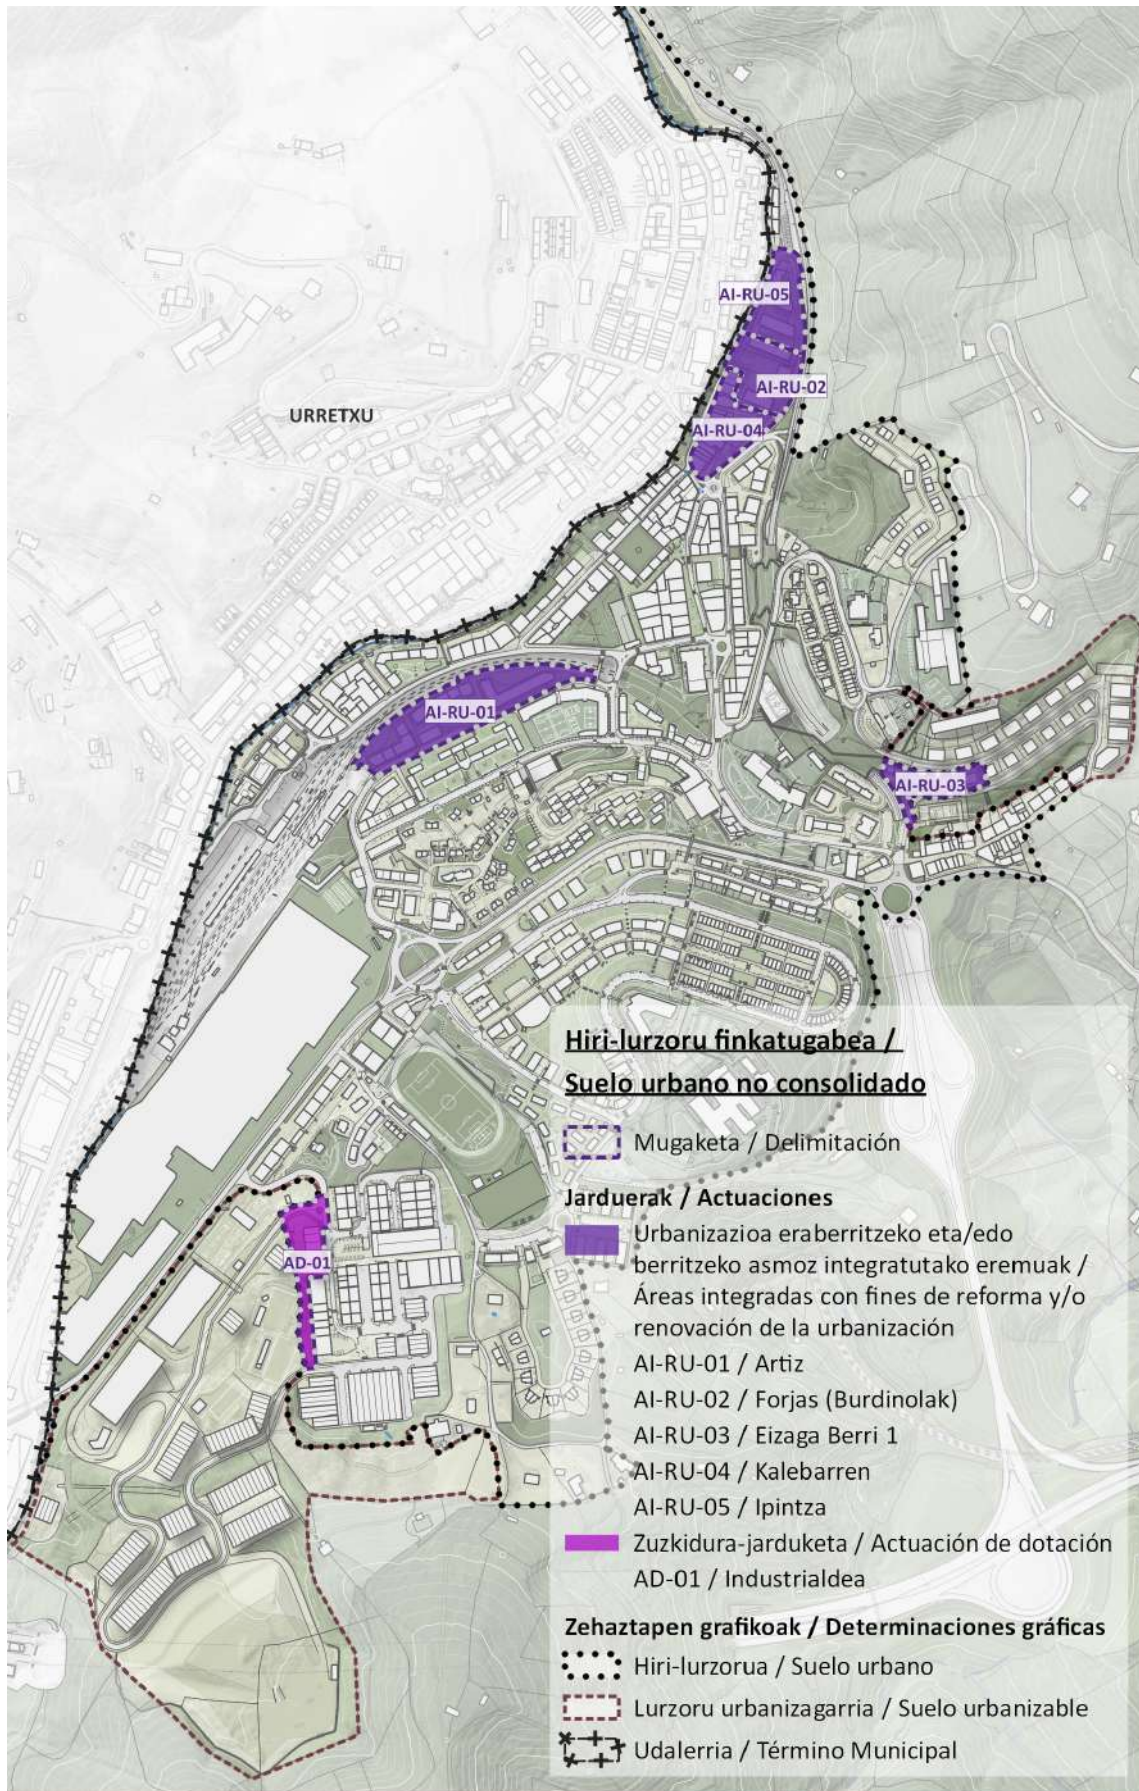 AI-RU-05
AI-RU-02
URRETXU
AI-RU-04
AI-RU-01
AI-RU-03
AD-01
Hiri-lurzoru finkatugabea /
Suelo urbano no consolidado
Mugaketa / Delimitación
Jarduerak / Actuaciones
Urbanizazioa eraberritzeko eta/edo
berritzeko asmoz integratutako eremuak /
Áreas integradas con fines de reforma y/o
renovación de la urbanización
AI-RU-01 / Artiz
AI-RU-02 / Forjas (Burdinolak)
AI-RU-03 / Eizaga Berri 1
AI-RU-04 / Kalebarren
AI-RU-05 / Ipintza
Zuzkidura-jarduketa / Actuación de dotación
AD-01 / Industrialdea
Zehaztapen grafikoak / Determinaciones gráficas
Hiri-lurzorua / Suelo urbano
Lurzoru urbanizagarria / Suelo urbanizable
Udalerria / Término Municipal